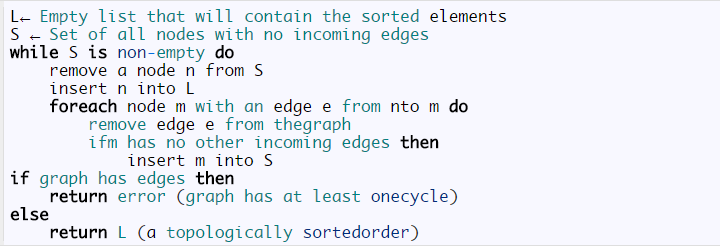 L← Empty list that will contain the sorted elements
S ← Set of all nodes with no incoming edges
while S is non-empty do
    remove a node n from S
    insert n into L
    foreach node m with an edge e from nto m do
        remove edge e from thegraph
        ifm has no other incoming edges then
            insert m into S
if graph has edges then
    return error (graph has at least onecycle)
else
    return L (a topologically sortedorder)